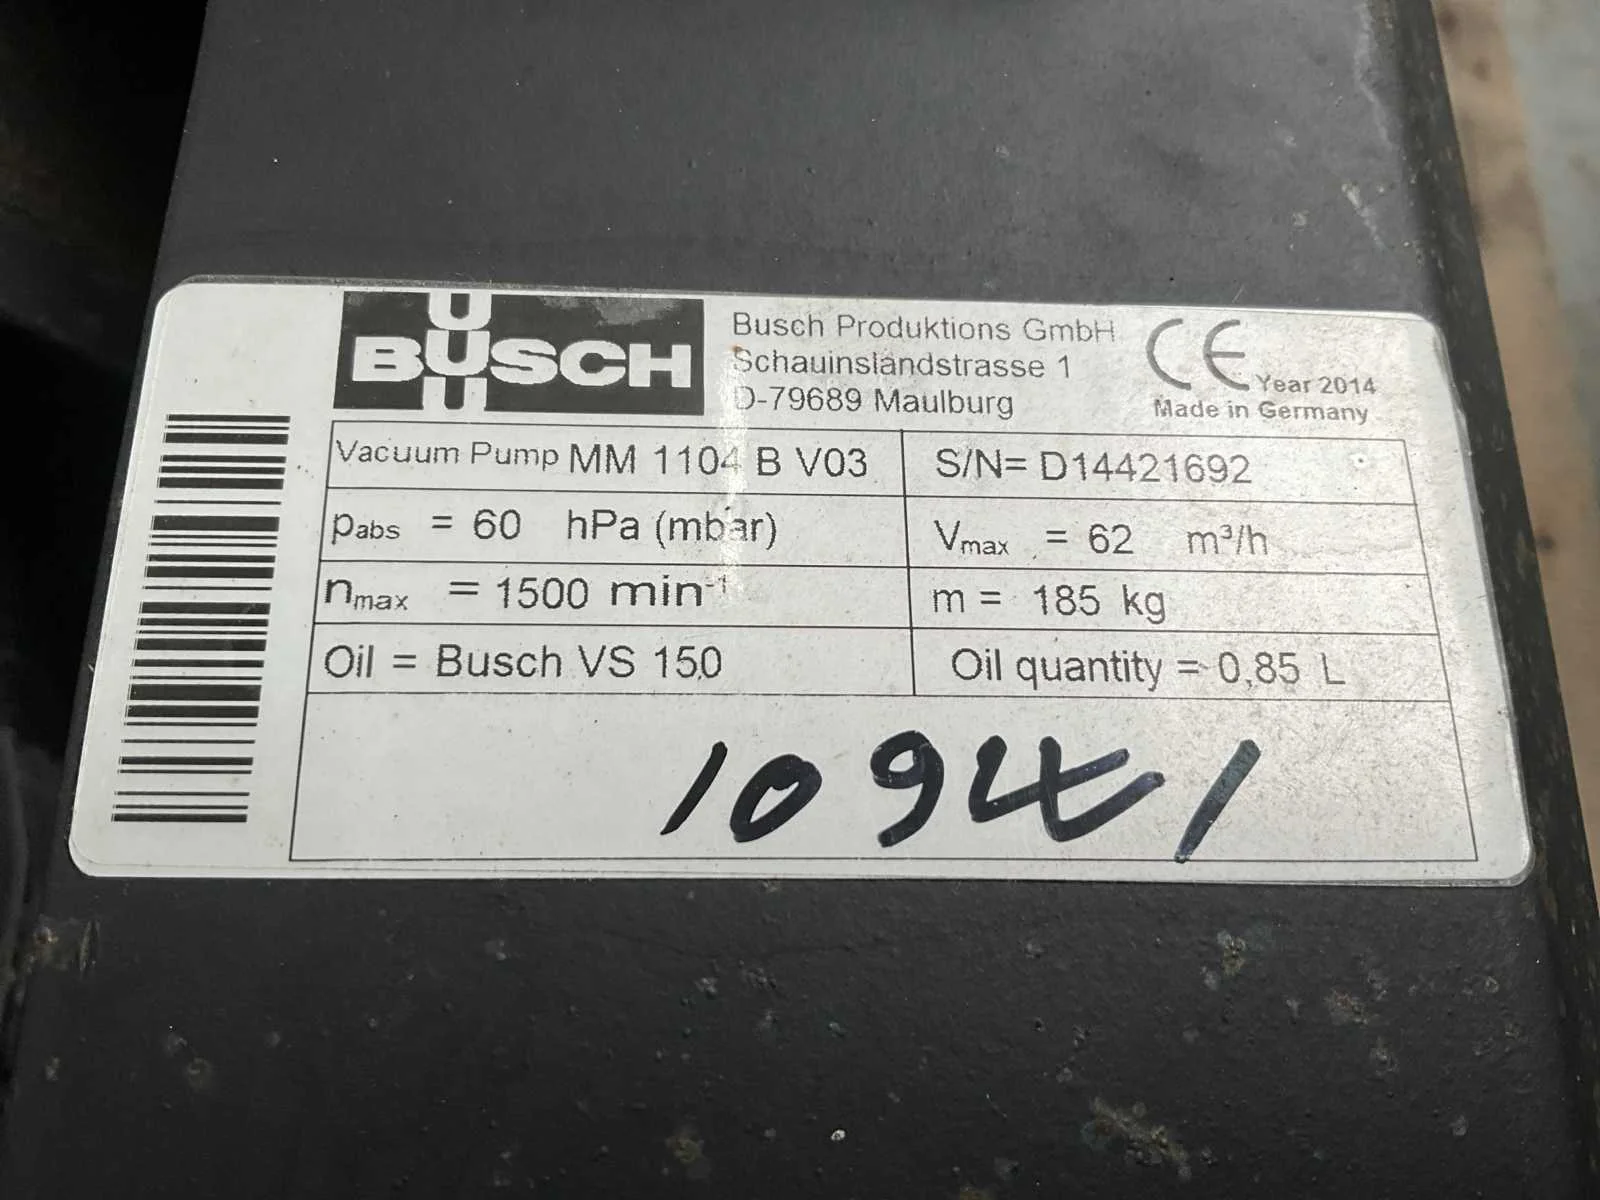 BUSCH
Busch Produktions GmbH
Schauinslandstrasse 1
D-79689 Maulburg
CE
Year 2014
Made in Germany
Vacuum Pump MM 1104 B V03
S/N= D14421692
pabs = 60 hPa (mbar)
Vmax = 62 m³/h
nmax = 1500 min⁻¹
m = 185 kg
Oil = Busch VS 150
Oil quantity = 0,85 L
10941